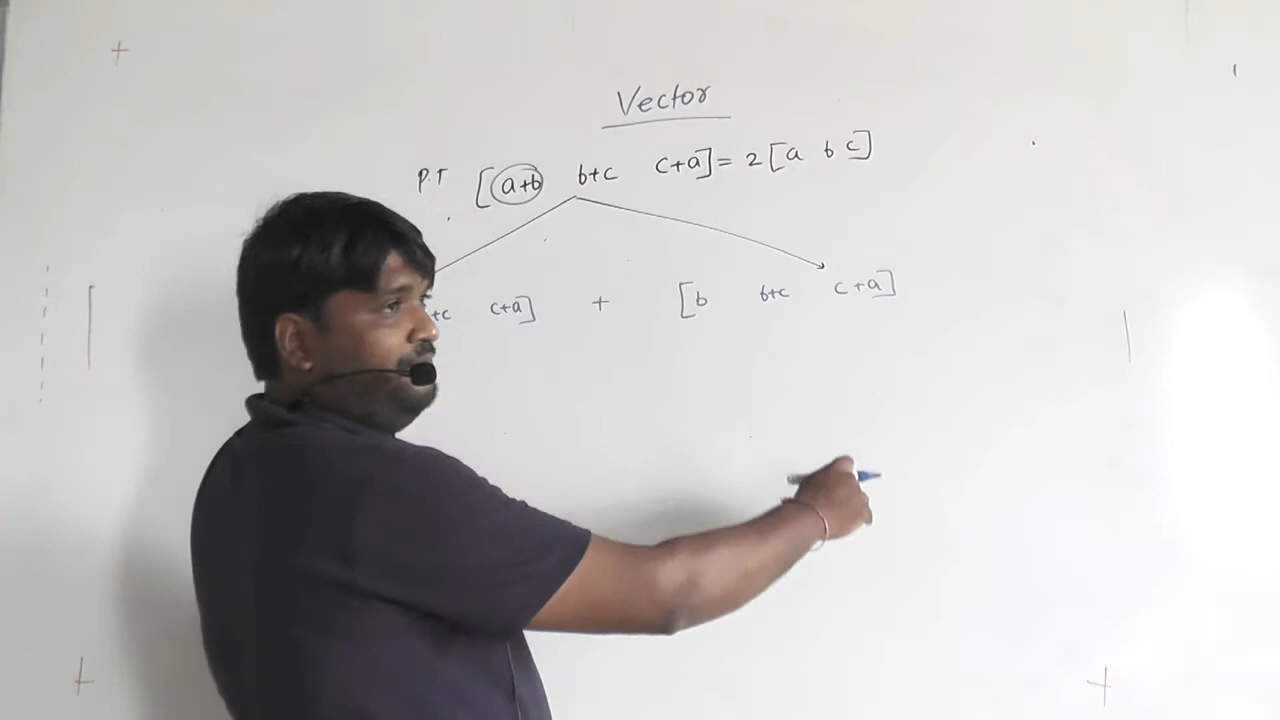 Vector
P.T [a+b b+c c+a] = 2[a b c]
+c c+a] + [b b+c c+a]